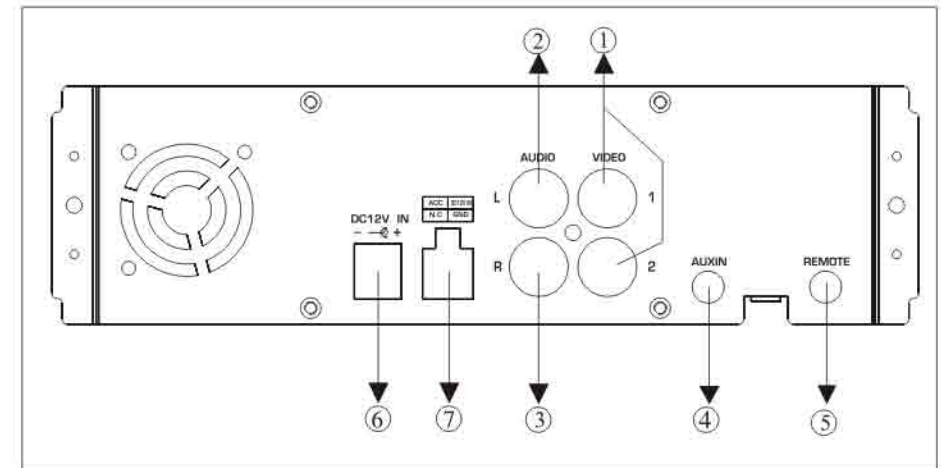 ② ①
AUDIO VIDEO
L 1
ACC
N.C GND
DC12V IN
- +
R 2
AUXIN REMOTE
⑥ ⑦ ③ ④ ⑤